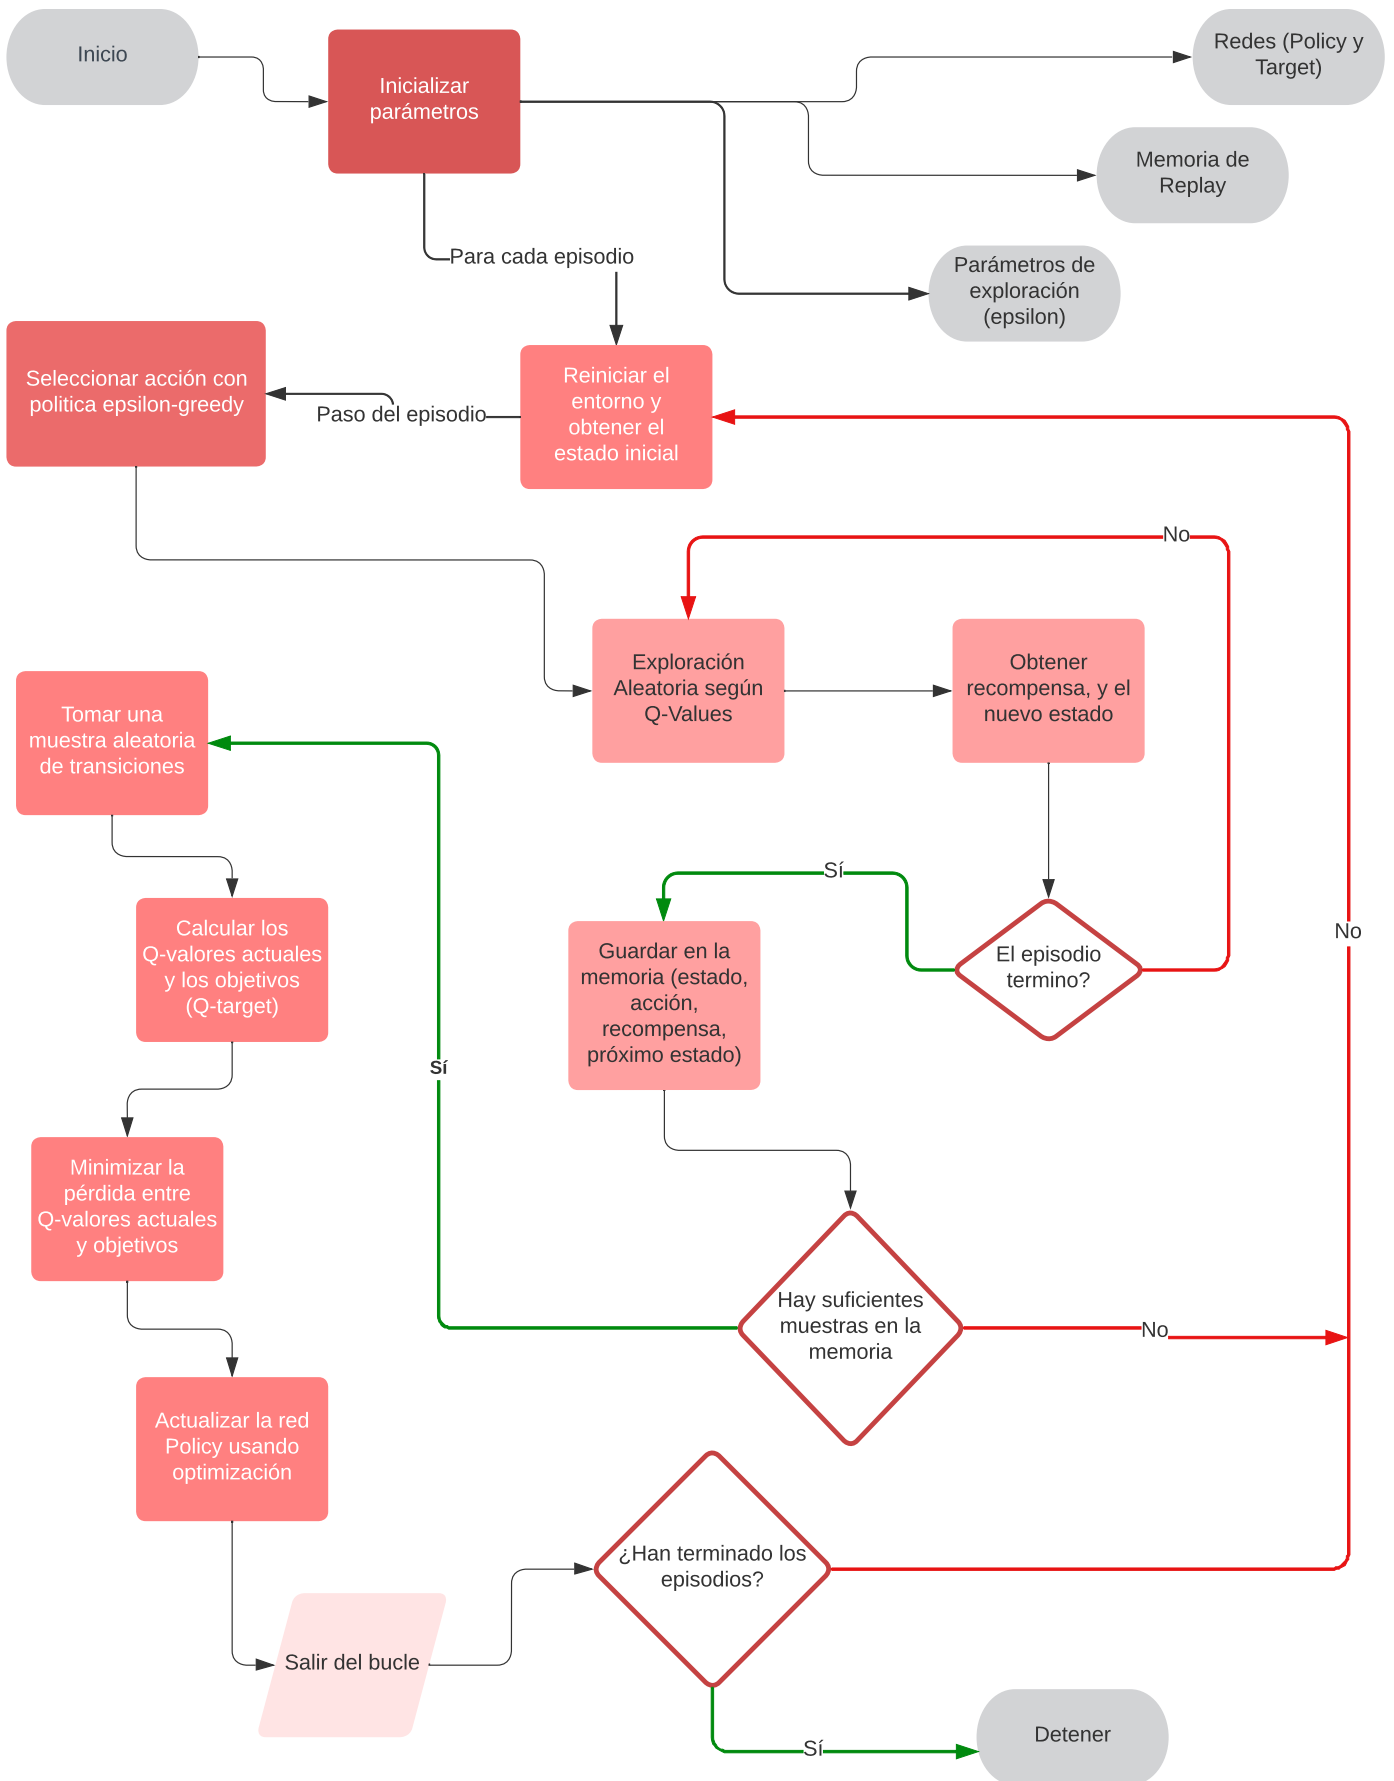 Inicio
Inicializar
parámetros
Redes (Policy y
Target)
Memoria de
Replay
Parámetros de
exploración
(epsilon)
Para cada episodio
Reiniciar el
entorno y
obtener el
estado inicial
Paso del episodio
Seleccionar acción con
politica epsilon-greedy
No
Exploración
Aleatoria según
Q-Values
Obtener
recompensa, y el
nuevo estado
El episodio
termino?
Sí
Guardar en la
memoria (estado,
acción,
recompensa,
próximo estado)
No
Hay suficientes
muestras en la
memoria
No
Sí
Tomar una
muestra aleatoria
de transiciones
Calcular los
Q-valores actuales
y los objetivos
(Q-target)
Minimizar la
pérdida entre
Q-valores actuales
y objetivos
Actualizar la red
Policy usando
optimización
Salir del bucle
¿Han terminado los
episodios?
Sí
Detener